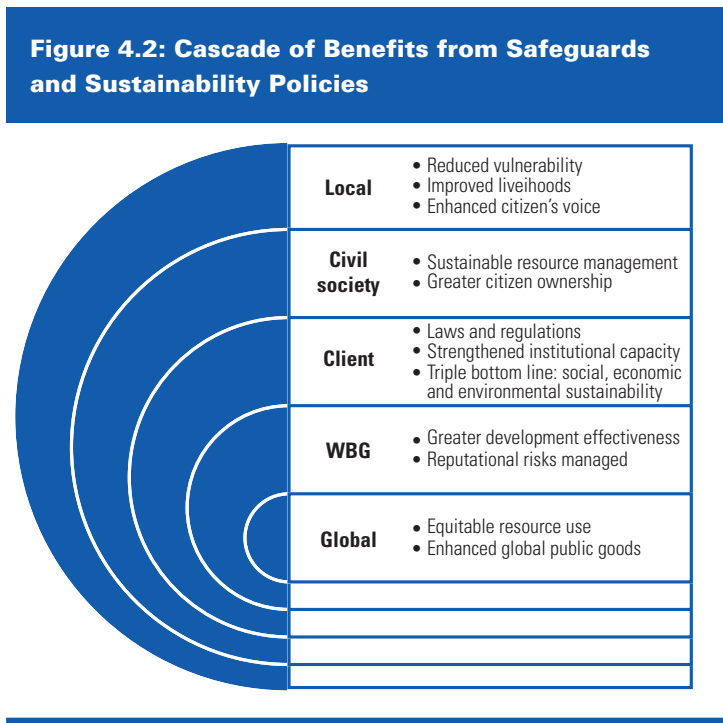 Figure 4.2: Cascade of Benefits from Safeguards
and Sustainability Policies
Local
• Reduced vulnerability
• Improved liveihoods
• Enhanced citizen's voice
Civil
society
• Sustainable resource management
• Greater citizen ownership
Client
• Laws and regulations
• Strengthened institutional capacity
• Triple bottom line: social, economic
and environmental sustainability
WBG
• Greater development effectiveness
• Reputational risks managed
Global
• Equitable resource use
• Enhanced global public goods